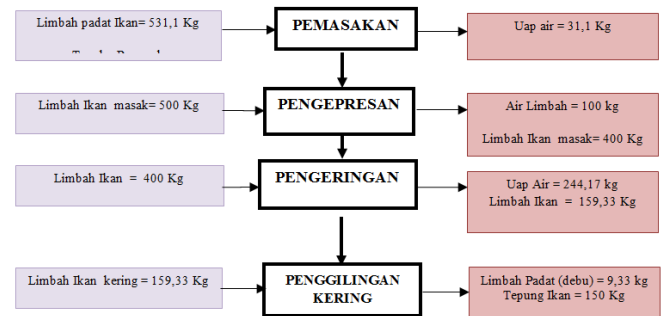 Limbah padat Ikan= 531,1 Kg
PEMASAKAN
Uap air = 31,1 Kg
Limbah Ikan masak= 500 Kg
PENGEPRESAN
Air Limbah = 100 kg
Limbah Ikan masak= 400 Kg
Limbah Ikan = 400 Kg
PENGERINGAN
Uap Air = 244,17 kg
Limbah Ikan = 159,33 Kg
Limbah Ikan kering = 159,33 Kg
PENGGILINGAN
KERING
Limbah Padat (debu) = 9,33 kg
Tepung Ikan = 150 Kg